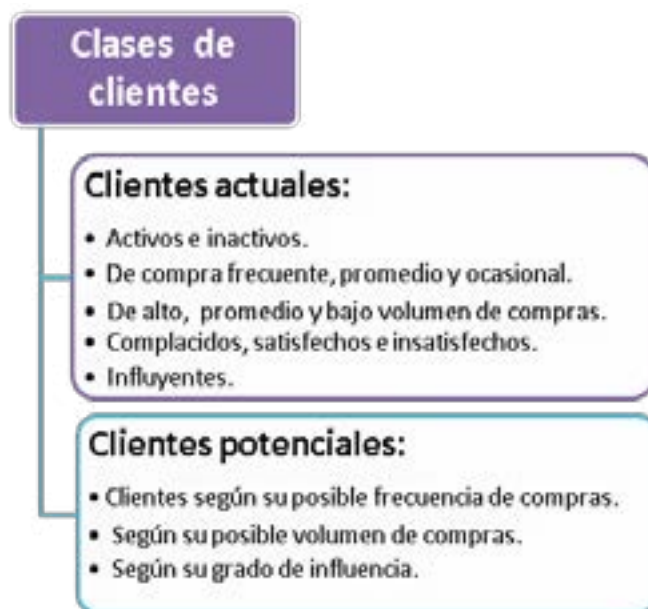 Clases de
clientes
Clientes actuales:
• Activos e inactivos.
• De compra frecuente, promedio y ocasional.
• De alto, promedio y bajo volumen de compras.
• Complacidos, satisfechos e insatisfechos.
• Influyentes.
Clientes potenciales:
• Clientes según su posible frecuencia de compras.
• Según su posible volumen de compras.
• Según su grado de influencia.